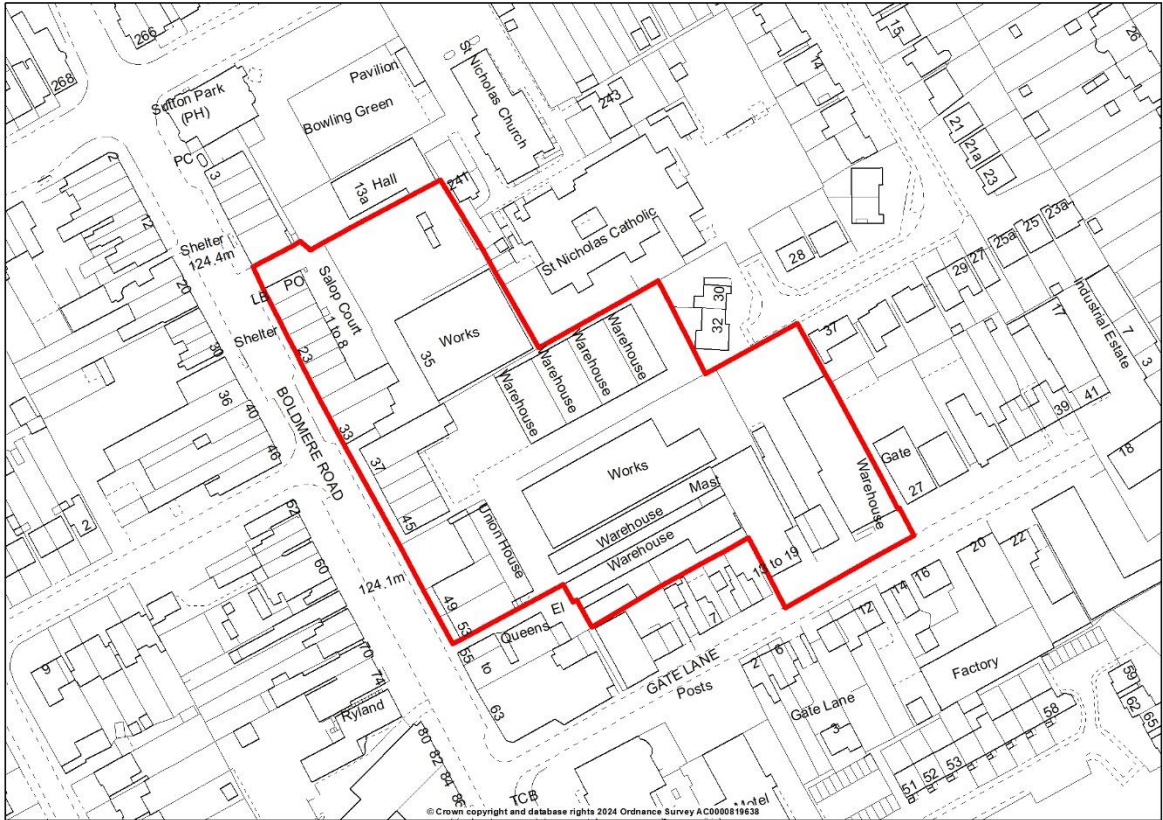 266
268
Sutton Park
(PH)
Pavilion
Bowling Green
St Nicholas Church
243
14
15
26
21
21a
23
PC
3
2
12
Hall
13a
241
St Nicholas Catholic
Shelter
124.4m
20
LB
PO
Salop Court
1 to 8
Shelter
23
30
28
30
32
37
29
27
25a
25
23a
17
Industrial Estate
7
3
Works
35
Warehouse
Warehouse
Warehouse
Warehouse
36
40
46
BOLDMERE ROAD
33
37
45
39
41
18
2
62
60
Works
Mast
Warehouse
Warehouse
Warehouse
Gate
27
Union House
124.1m
49
53
El
Queens
55
to
63
7
13 to 19
20
22
14
16
12
9
70
74
Ryland
GATE LANE
Posts
2
6
Gate Lane
3
Factory
58
59
62
65
80
82
84
86
TCB
Motel
51
52
53
© Crown copyright and database rights 2024 Ordnance Survey AC0000819638